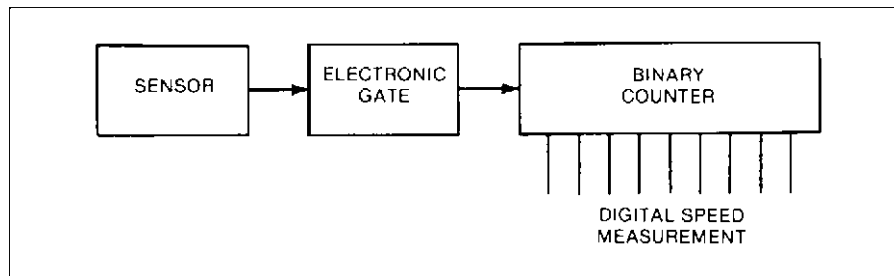 SENSOR
ELECTRONIC
GATE
BINARY
COUNTER
DIGITAL SPEED
MEASUREMENT